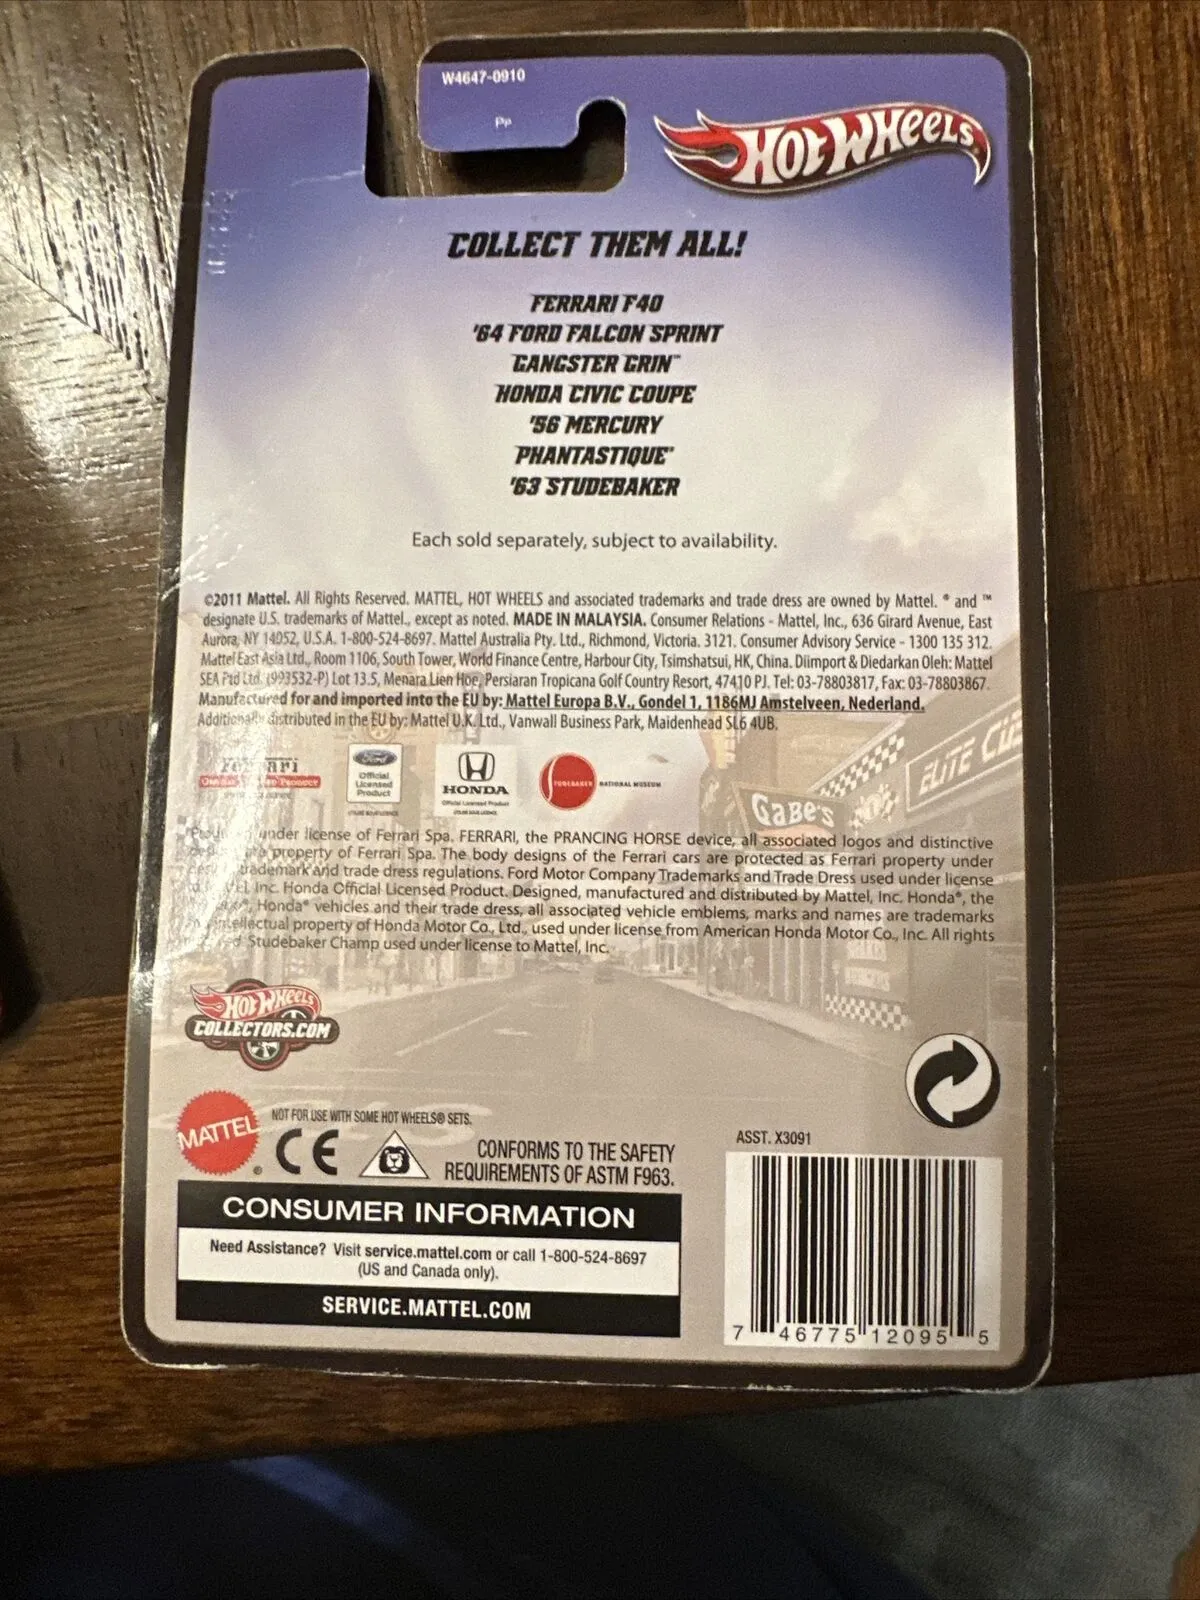 W4647-0910
HOT WHEELS
COLLECT THEM ALL!
FERRARI F40
'64 FORD FALCON SPRINT
GANGSTER GRIN™
HONDA CIVIC COUPE
'56 MERCURY
PHANTASTIQUE™
'63 STUDEBAKER
Each sold separately, subject to availability.
©2011 Mattel. All Rights Reserved. MATTEL, HOT WHEELS and associated trademarks and trade dress are owned by Mattel. ® and ™
designate U.S. trademarks of Mattel., except as noted. MADE IN MALAYSIA. Consumer Relations - Mattel, Inc., 636 Girard Avenue, East
Aurora, NY 14052, U.S.A. 1-800-524-8697. Mattel Australia Pty. Ltd., Richmond, Victoria. 3121. Consumer Advisory Service - 1300 135 312.
Mattel East Asia Ltd., Room 1106, South Tower, World Finance Centre, Harbour City, Tsimshatsui, HK, China. Diimport & Diedarkan Oleh: Mattel
SEA Ptd Ltd. (993532-P) Lot 13.5, Menara Lien Hoe, Persiaran Tropicana Golf Country Resort, 47410 PJ. Tel: 03-78803817, Fax: 03-78803867.
Manufactured for and imported into the EU by: Mattel Europa B.V., Gondel 1, 1186MJ Amstelveen, Nederland.
Additionally distributed in the EU by: Mattel U.K. Ltd., Vanwall Business Park, Maidenhead SL6 4UB.
Ferrari
Ford
Official
Licensed
Product
HONDA
Official Licensed Product
STUDEBAKER NATIONAL MUSEUM
GABE'S
ELITE
under license of Ferrari Spa. FERRARI, the PRANCING HORSE device, all associated logos and distinctive
property of Ferrari Spa. The body designs of the Ferrari cars are protected as Ferrari property under
trademark and trade dress regulations. Ford Motor Company Trademarks and Trade Dress used under license
Inc. Honda Official Licensed Product. Designed, manufactured and distributed by Mattel, Inc. Honda®, the
Honda® vehicles and their trade dress, all associated vehicle emblems, marks and names are trademarks
intellectual property of Honda Motor Co., Ltd., used under license from American Honda Motor Co., Inc. All rights
Studebaker Champ used under license to Mattel, Inc.
HOT WHEELS
COLLECTORS.COM
MATTEL
NOT FOR USE WITH SOME HOT WHEELS® SETS.
CE
CONFORMS TO THE SAFETY
REQUIREMENTS OF ASTM F963.
CONSUMER INFORMATION
Need Assistance? Visit service.mattel.com or call 1-800-524-8697
(US and Canada only).
SERVICE.MATTEL.COM
ASST. X3091
7 46775 12095 5